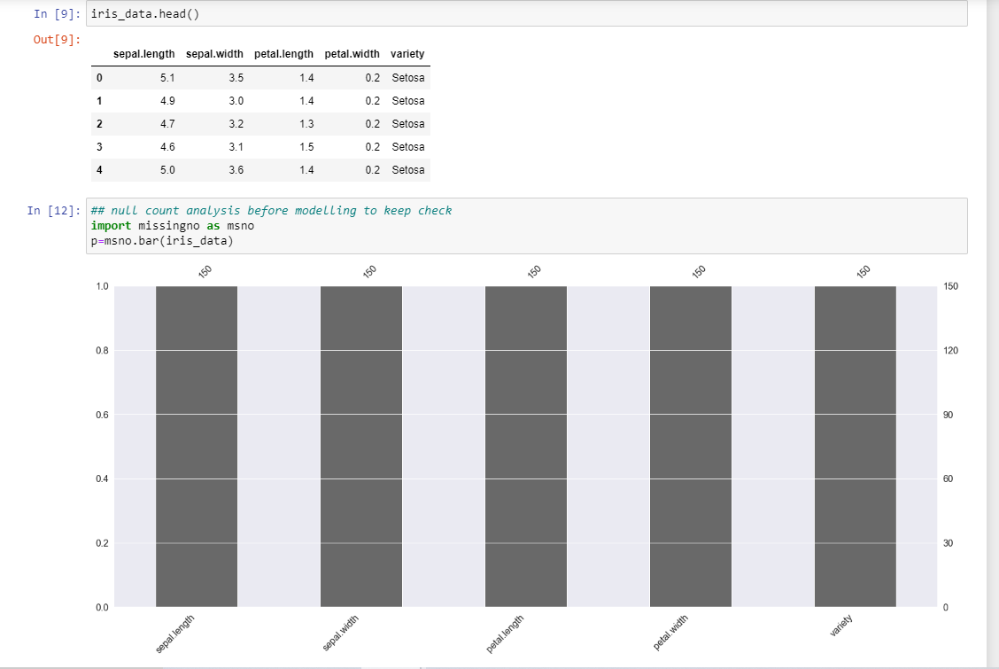 In [9]: iris_data.head()
Out[9]:
sepal.length sepal.width petal.length petal.width variety
0 5.1 3.5 1.4 0.2 Setosa
1 4.9 3.0 1.4 0.2 Setosa
2 4.7 3.2 1.3 0.2 Setosa
3 4.6 3.1 1.5 0.2 Setosa
4 5.0 3.6 1.4 0.2 Setosa
In [12]: ## null count analysis before modelling to keep check
import missingno as msno
p=msno.bar(iris_data)
150 150 150 150 150
1.0 150
0.8 120
0.6 90
0.4 60
0.2 30
0.0 0
sepal.length sepal.width petal.length petal.width variety